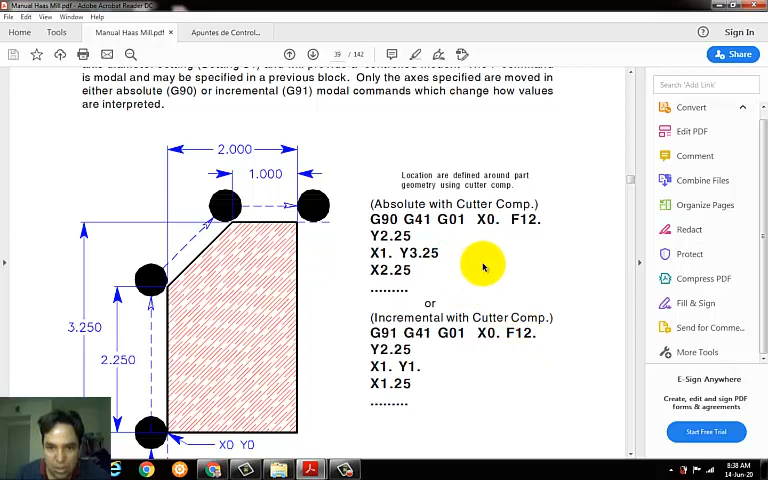 Manual Haas Mill.pdf - Adobe Acrobat Reader DC
File Edit View Window Help
Home Tools Manual Haas Mill.pdf × Apuntes de Control... Sign In
39 / 142 Share
is modal and may be specified in a previous block. Only the axes specified are moved in
either absolute (G90) or incremental (G91) modal commands which change how values
are interpreted.
2.000
1.000
3.250
2.250
X0 Y0
Location are defined around part
geometry using cutter comp.
(Absolute with Cutter Comp.)
G90 G41 G01 X0. F12.
Y2.25
X1. Y3.25
X2.25
.........
or
(Incremental with Cutter Comp.)
G91 G41 G01 X0. F12.
Y2.25
X1. Y1.
X1.25
.........
Search 'Add Link'
Convert
Edit PDF
Comment
Combine Files
Organize Pages
Redact
Protect
Compress PDF
Fill & Sign
Send for Comme...
More Tools
E-Sign Anywhere
Create, edit and sign PDF
forms & agreements
Start Free Trial
8:38 AM
14-Jun-20